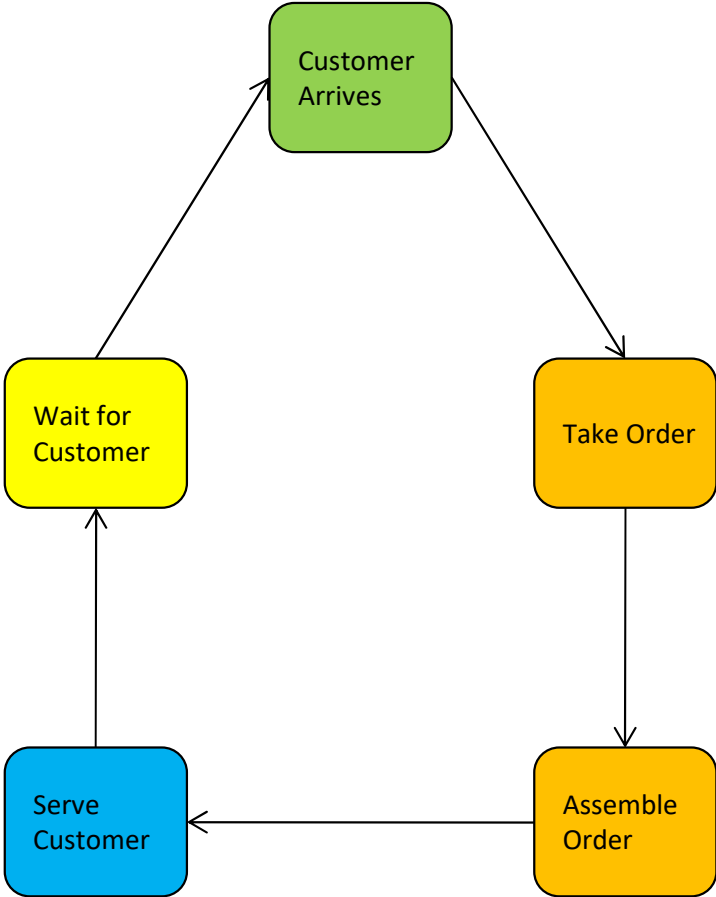 Customer
Arrives
Wait for
Customer
Take Order
Serve
Customer
Assemble
Order